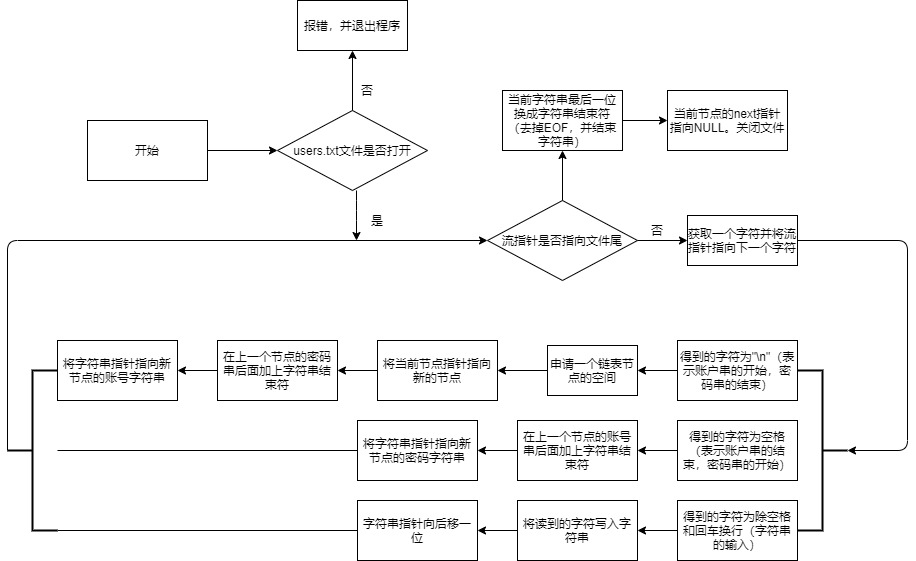 报错，并退出程序
否
当前字符串最后一位
换成字符串结束符
（去掉EOF，并结束
字符串）
当前节点的next指针
指向NULL。关闭文件
开始
users.txt文件是否打开
是
流指针是否指向文件尾
否
获取一个字符并将流
指针指向下一个字符
将字符串指针指向新
节点的账号字符串
在上一个节点的密码
串后面加上字符串结
束符
将当前节点指针指向
新的节点
申请一个链表节
点的空间
得到的字符为"\n"（表
示账户串的开始，密
码串的结束）
将字符串指针指向新
节点的密码字符串
在上一个节点的账号
串后面加上字符串结
束符
得到的字符为空格
（表示账户串的结
束，密码串的开始）
字符串指针向后移一
位
将读到的字符写入字
符串
得到的字符为除空格
和回车换行（字符串
的输入）